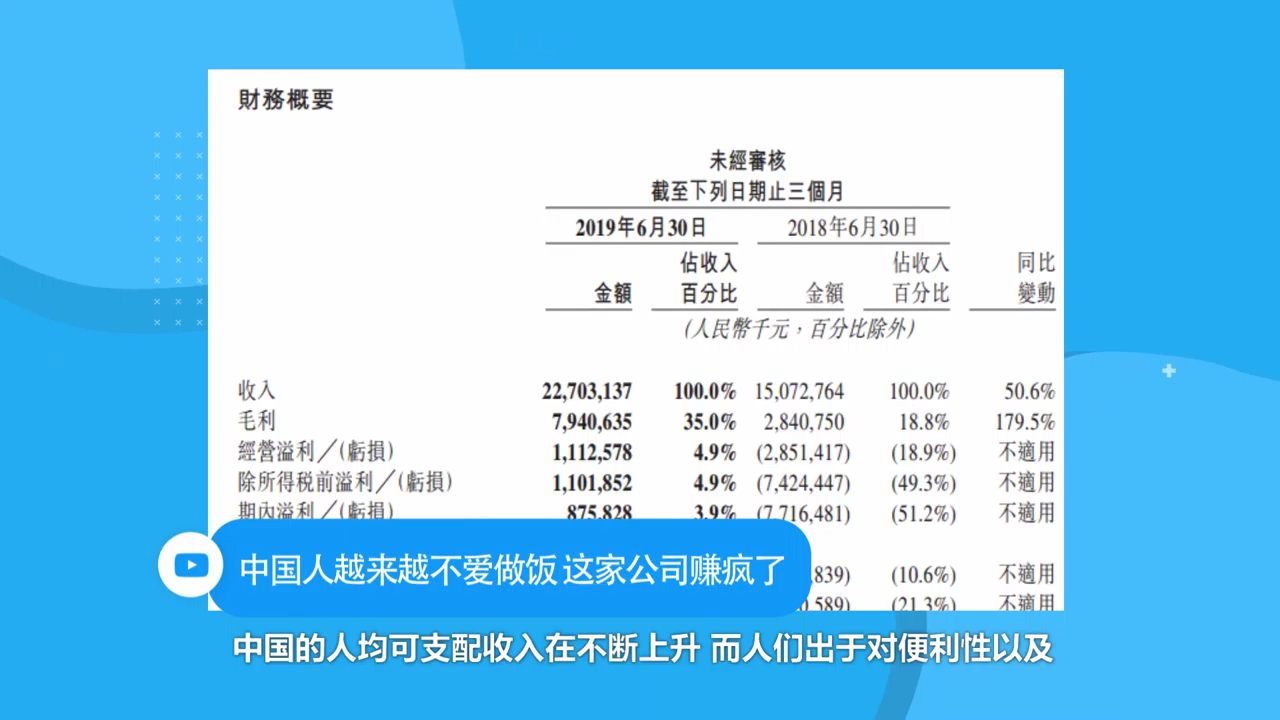 財務概要
未經審核
截至下列日期止三個月
2019年6月30日 2018年6月30日
佔收入 佔收入 同比
金額 百分比 金額 百分比 變動
(人民幣千元,百分比除外)
收入 22,703,137 100.0% 15,072,764 100.0% 50.6%
毛利 7,940,635 35.0% 2,840,750 18.8% 179.5%
經營溢利/(虧損) 1,112,578 4.9% (2,851,417) (18.9%) 不適用
除所得税前溢利/(虧損) 1,101,852 4.9% (7,424,447) (49.3%) 不適用
期內溢利/(虧損) 875,828 3.9% (7,716,481) (51.2%) 不適用
839) (10.6%) 不適用
589) (21.3%) 不適用
中国人越来越不爱做饭 这家公司赚疯了
中国的人均可支配收入在不断上升 而人们出于对便利性以及